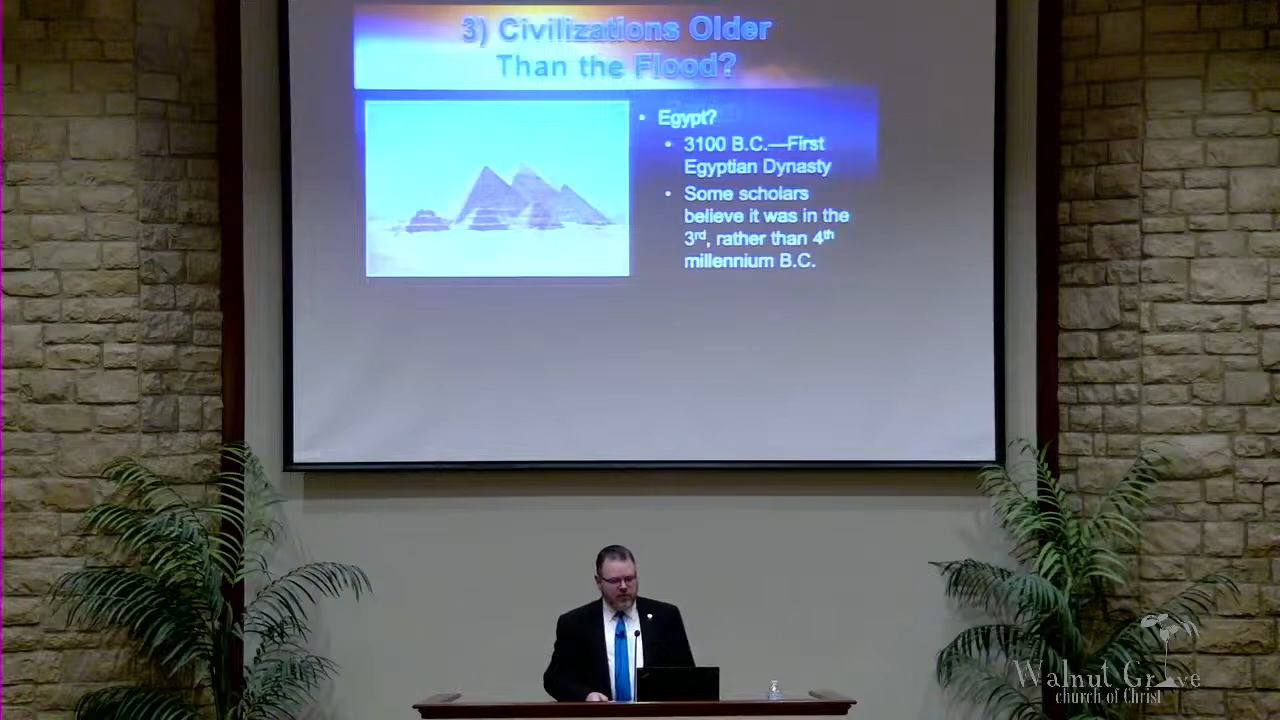 3) Civilizations Older
Than the Flood?
• Egypt?
• 3100 B.C.—First
Egyptian Dynasty
• Some scholars
believe it was in the
3rd, rather than 4th
millennium B.C.
Walnut Grove
church of Christ